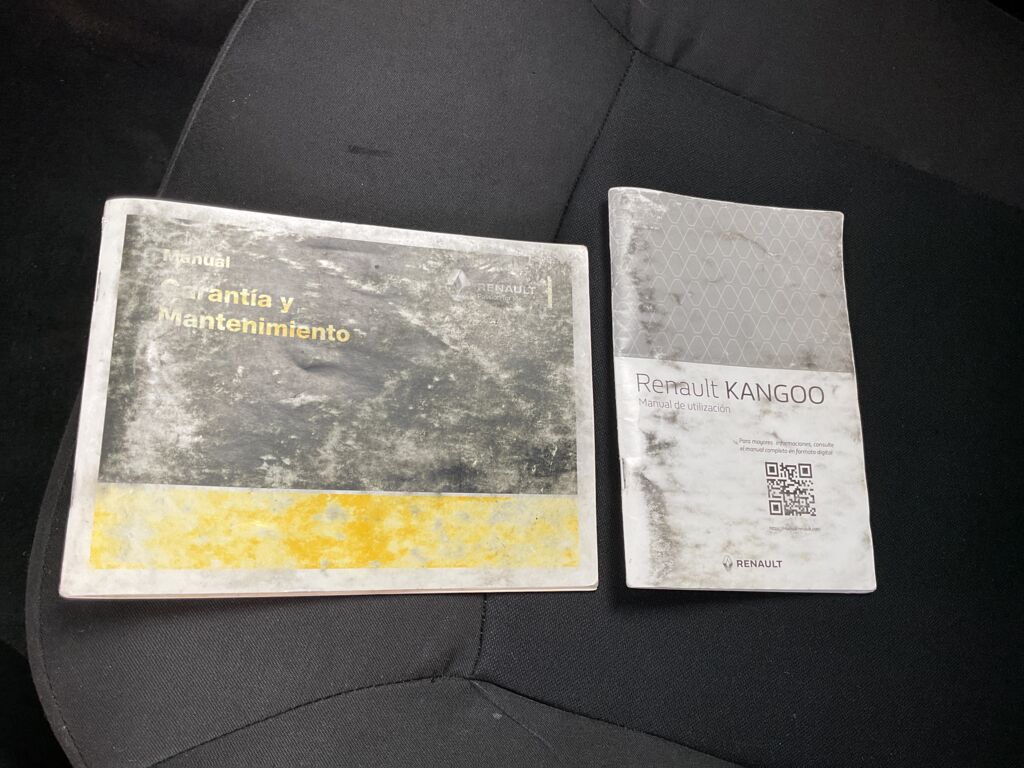 Manual
Garantía y
Mantenimiento
RENAULT
Renault KANGOO
Manual de utilización
Para mayores informaciones, consulte
el manual completo en formato digital
RENAULT